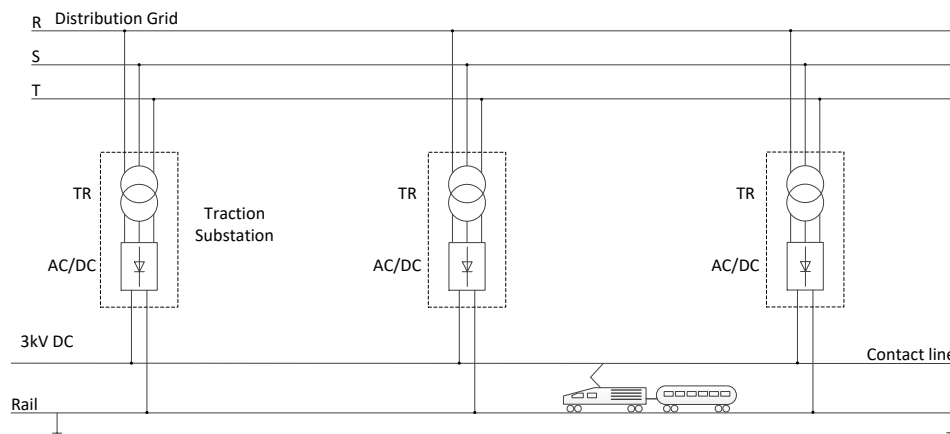 R Distribution Grid
S
T
TR
TR
TR
Traction
Substation
AC/DC
AC/DC
AC/DC
3kV DC
Contact line
Rail